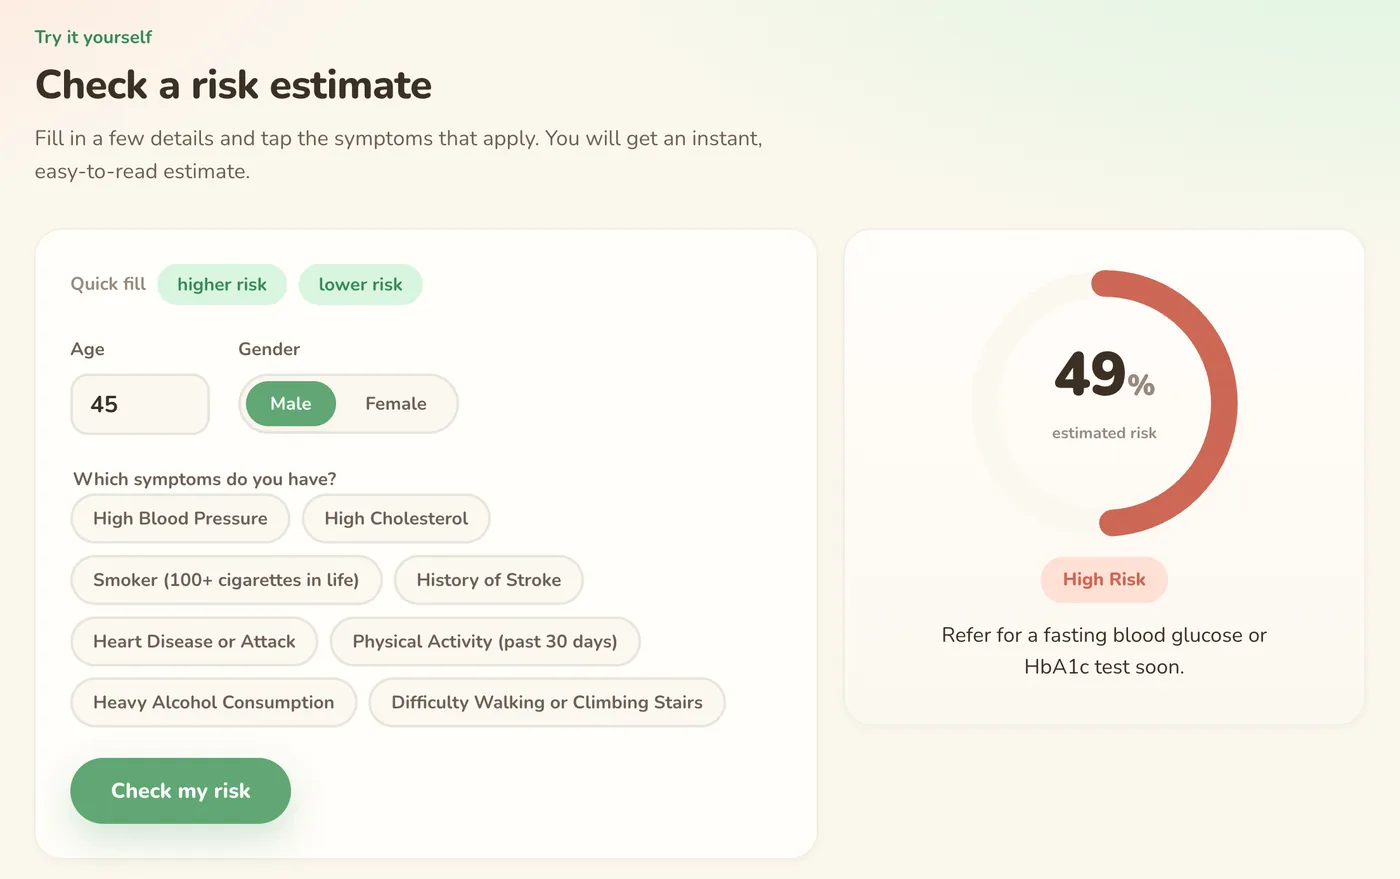 Try it yourself
Check a risk estimate
Fill in a few details and tap the symptoms that apply. You will get an instant,
easy-to-read estimate.
Quick fill higher risk lower risk
Age Gender
45 Male Female
Which symptoms do you have?
High Blood Pressure High Cholesterol
Smoker (100+ cigarettes in life) History of Stroke
Heart Disease or Attack Physical Activity (past 30 days)
Heavy Alcohol Consumption Difficulty Walking or Climbing Stairs
Check my risk
49%
estimated risk
High Risk
Refer for a fasting blood glucose or
HbA1c test soon.